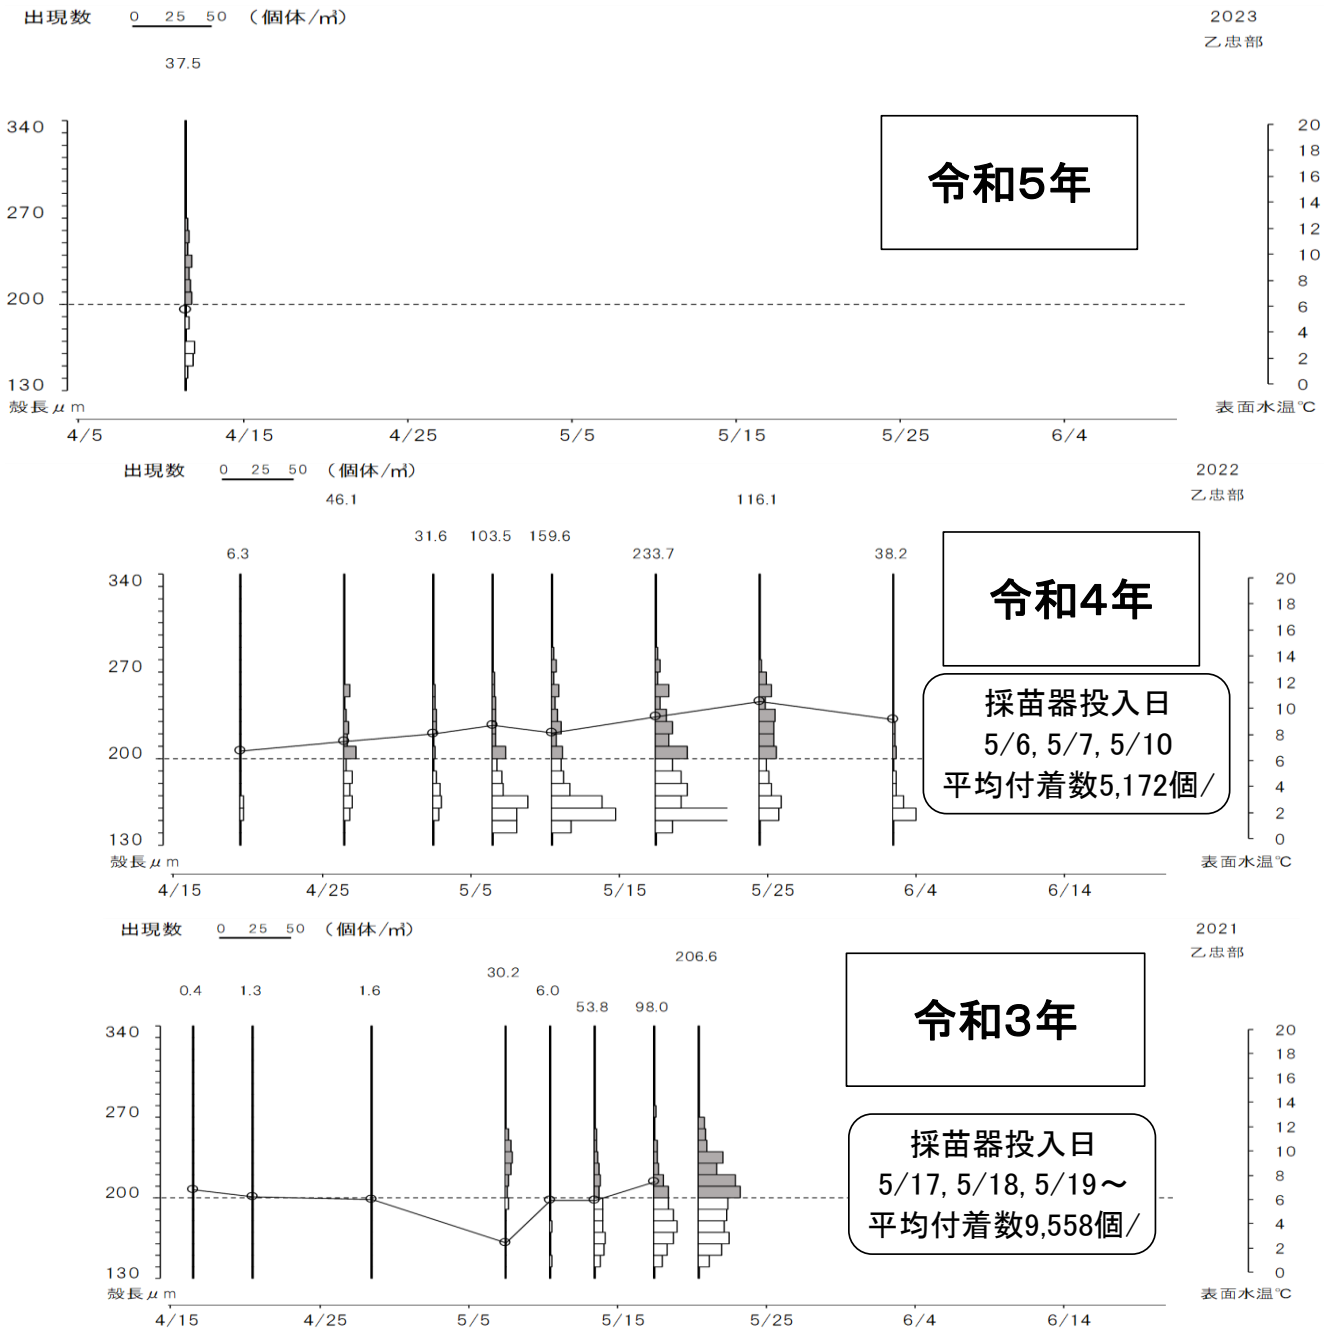 出現数 0 25 50 (個体/㎥) 2023
乙忠部
37.5
340
270
200
130
殻長μm
20
18
16
14
12
10
8
6
4
2
0
表面水温℃
令和5年
4/5 4/15 4/25 5/5 5/15 5/25 6/4
出現数 0 25 50 (個体/㎥) 2022
乙忠部
46.1 116.1
31.6 103.5 159.6
6.3 233.7 38.2
340
270
200
130
殻長μm
20
18
16
14
12
10
8
6
4
2
0
表面水温℃
令和4年
採苗器投入日
5/6, 5/7, 5/10
平均付着数5,172個/
4/15 4/25 5/5 5/15 5/25 6/4 6/14
出現数 0 25 50 (個体/㎥) 2021
乙忠部
206.6
30.2
0.4 1.3 1.6 6.0
53.8 98.0
340
270
200
130
殻長μm
20
18
16
14
12
10
8
6
4
2
0
表面水温℃
令和3年
採苗器投入日
5/17, 5/18, 5/19～
平均付着数9,558個/
4/15 4/25 5/5 5/15 5/25 6/4 6/14